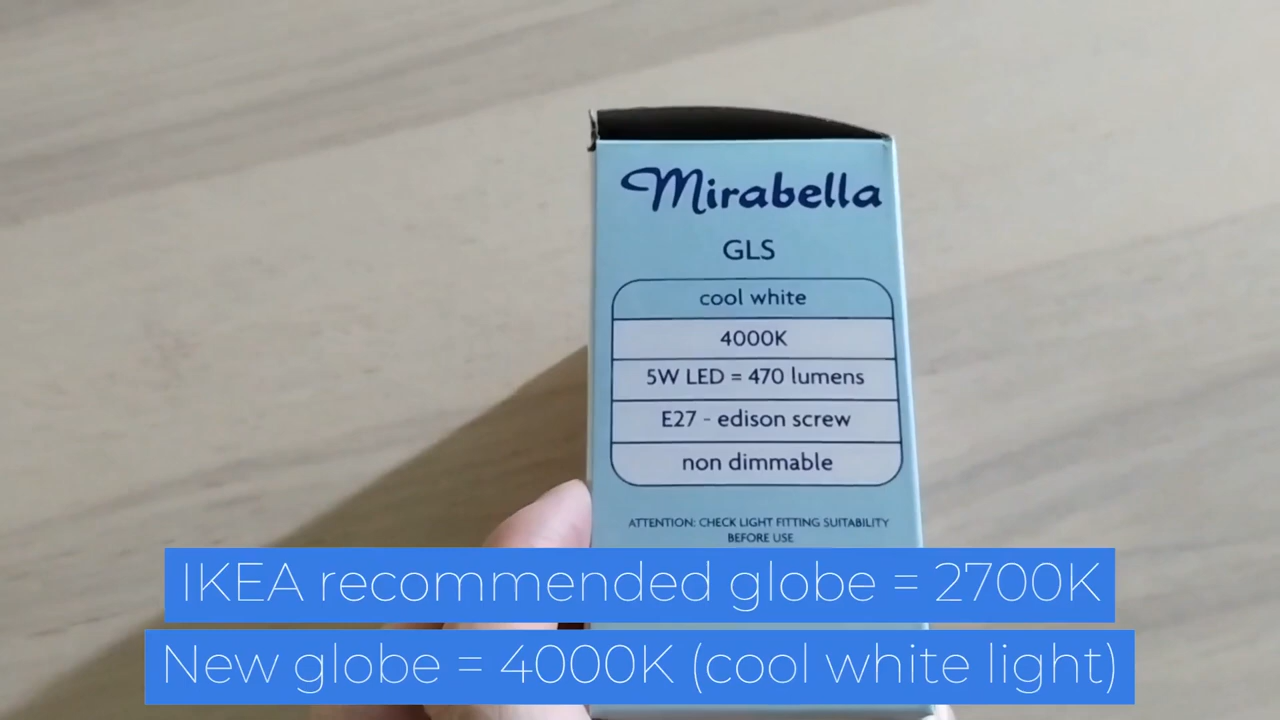 Mirabella
GLS
cool white
4000K
5W LED = 470 lumens
E27 - edison screw
non dimmable
ATTENTION: CHECK LIGHT FITTING SUITABILITY
BEFORE USE
IKEA recommended globe = 2700K
New globe = 4000K (cool white light)